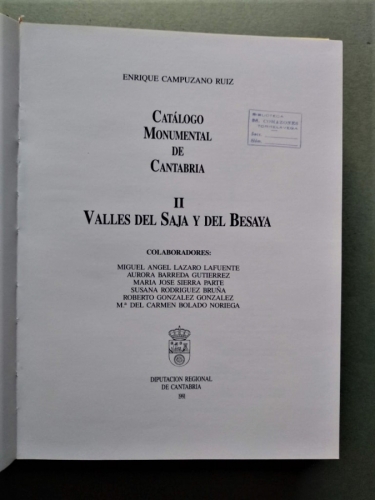 ENRIQUE CAMPUZANO RUIZ
CATÁLOGO
MONUMENTAL
DE
CANTABRIA
II
VALLES DEL SAJA Y DEL BESAYA
COLABORADORES:
MIGUEL ANGEL LAZARO LAFUENTE
AURORA BARREDA GUTIERREZ
MARIA JOSE SIERRA PARTE
SUSANA RODRIGUEZ BRUÑA
ROBERTO GONZALEZ GONZALEZ
M.ª DEL CARMEN BOLADO NORIEGA
DIPUTACION REGIONAL
DE CANTABRIA